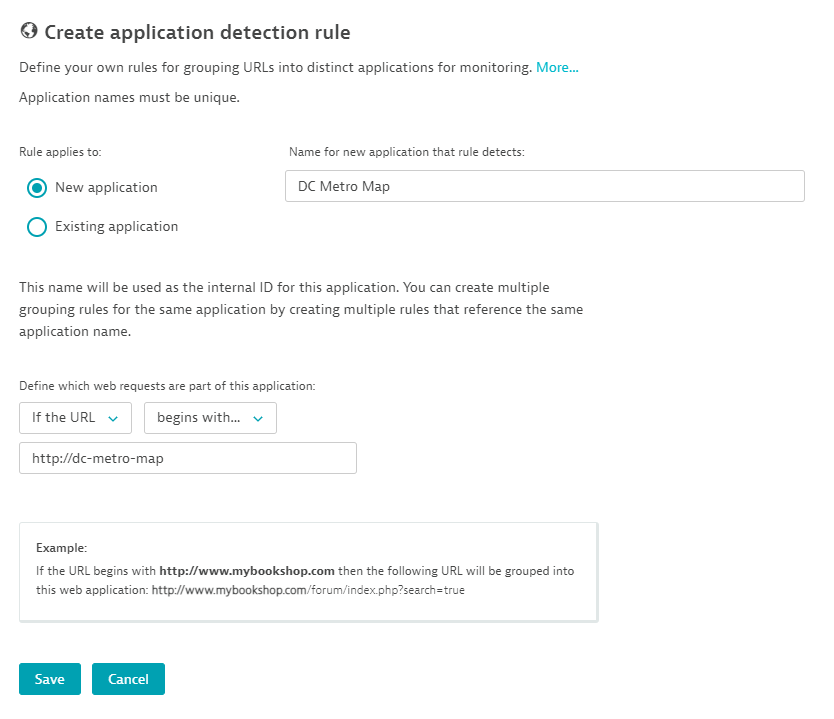 Create application detection rule
Define your own rules for grouping URLs into distinct applications for monitoring. More...
Application names must be unique.
Rule applies to:
Name for new application that rule detects:
New application
DC Metro Map
Existing application
This name will be used as the internal ID for this application. You can create multiple
grouping rules for the same application by creating multiple rules that reference the same
application name.
Define which web requests are part of this application:
If the URL
begins with...
http://dc-metro-map
Example:
If the URL begins with http://www.mybookshop.com then the following URL will be grouped into
this web application: http://www.mybookshop.com/forum/index.php?search=true
Save
Cancel